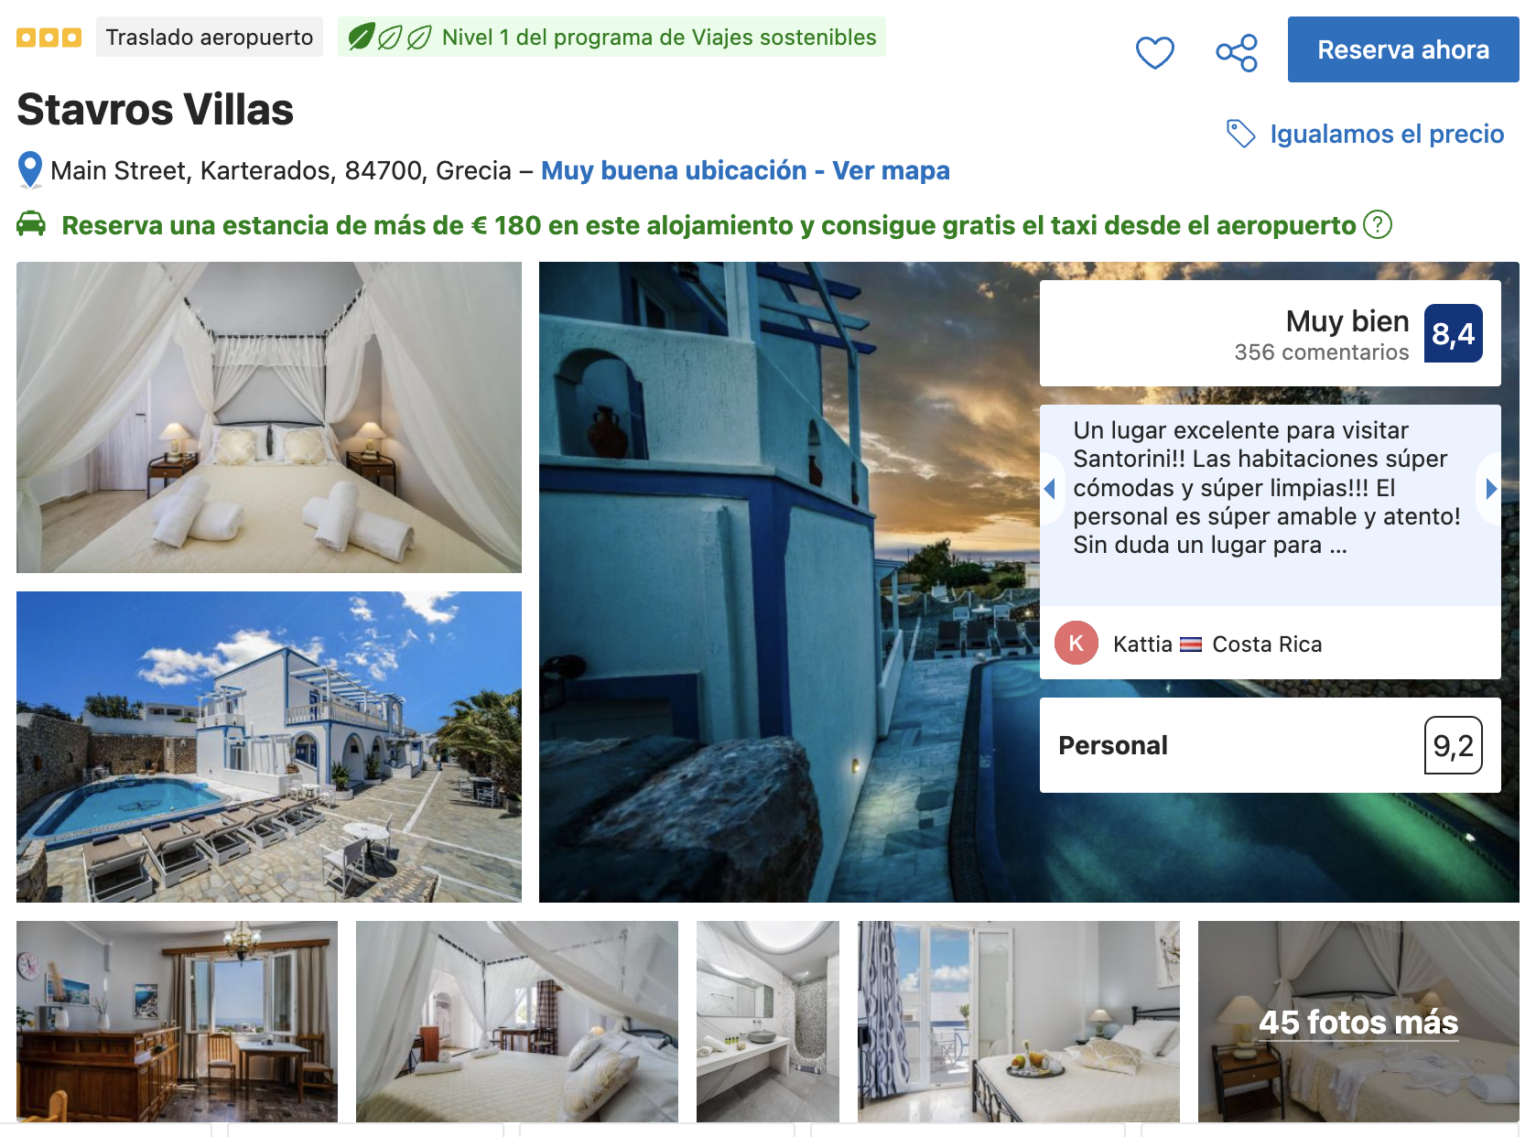 Traslado aeropuerto
Nivel 1 del programa de Viajes sostenibles
Reserva ahora
Stavros Villas
Igualamos el precio
Main Street, Karterados, 84700, Grecia – Muy buena ubicación - Ver mapa
Reserva una estancia de más de € 180 en este alojamiento y consigue gratis el taxi desde el aeropuerto ?
Muy bien
356 comentarios
8,4
Un lugar excelente para visitar
Santorini!! Las habitaciones súper
cómodas y súper limpias!!! El
personal es súper amable y atento!
Sin duda un lugar para ...
K Kattia Costa Rica
Personal 9,2
45 fotos más